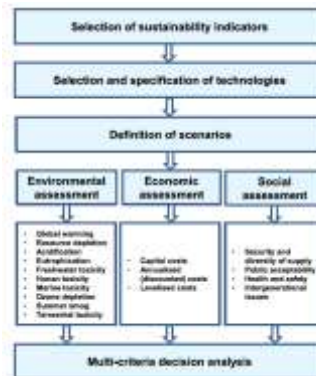 Selection of sustainability indicators
Selection and specification of technologies
Definition of scenarios
Environmental
assessment
Economic
assessment
Social
assessment
Global warming
Resource depletion
Acidification
Eutrophication
Freshwater toxicity
Human toxicity
Marine toxicity
Ozone depletion
Summer smog
Terrestrial toxicity
Capital costs
Annualised
(discounted) costs
Levelised costs
Security and
diversity of supply
Public acceptability
Health and safety
Intergenerational
issues
Multi-criteria decision analysis